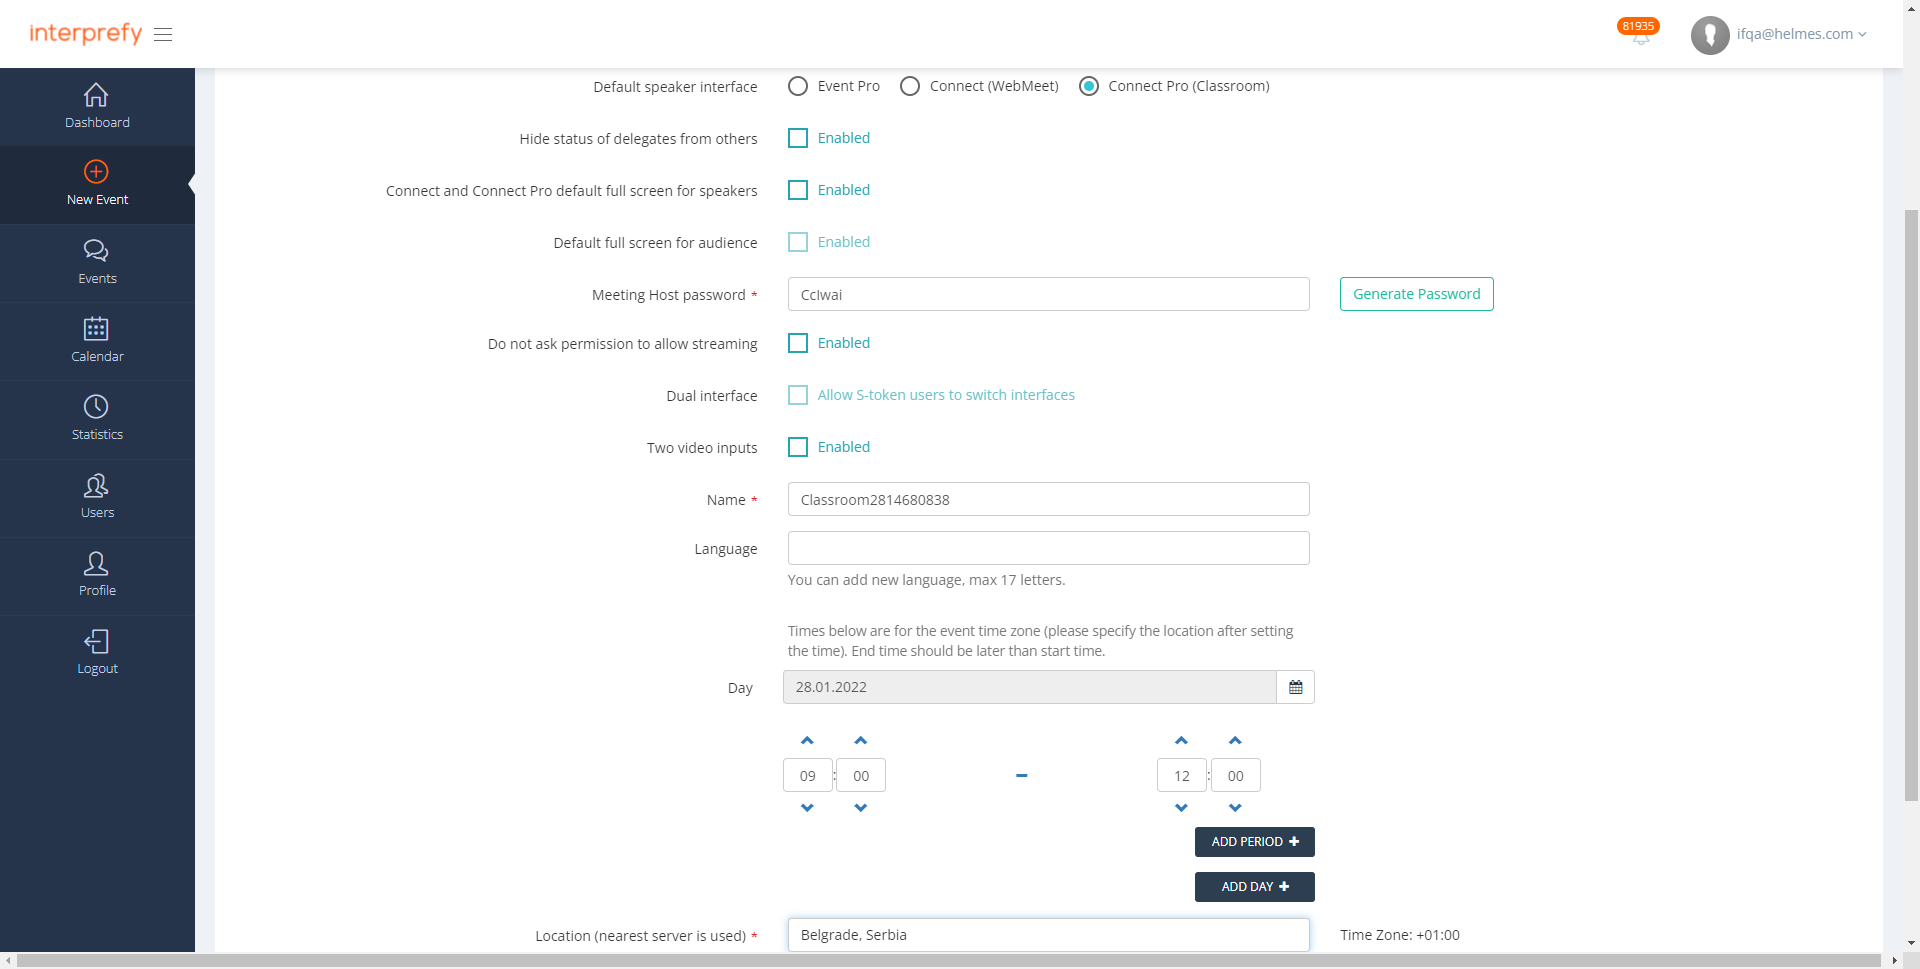 interprefy
81935
ifqa@helmes.com
Dashboard
New Event
Events
Calendar
Statistics
Users
Profile
Logout
Default speaker interface Event Pro Connect (WebMeet) Connect Pro (Classroom)
Hide status of delegates from others Enabled
Connect and Connect Pro default full screen for speakers Enabled
Default full screen for audience Enabled
Meeting Host password * CcIwai Generate Password
Do not ask permission to allow streaming Enabled
Dual interface Allow S-token users to switch interfaces
Two video inputs Enabled
Name * Classroom2814680838
Language
You can add new language, max 17 letters.
Times below are for the event time zone (please specify the location after setting
the time). End time should be later than start time.
Day 28.01.2022
09 : 00 – 12 : 00
ADD PERIOD +
ADD DAY +
Location (nearest server is used) * Belgrade, Serbia Time Zone: +01:00